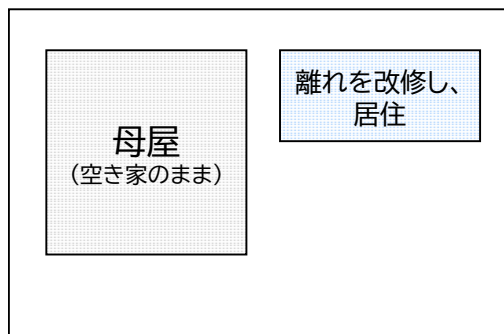 母屋
（空き家のまま）
離れを改修し、
居住